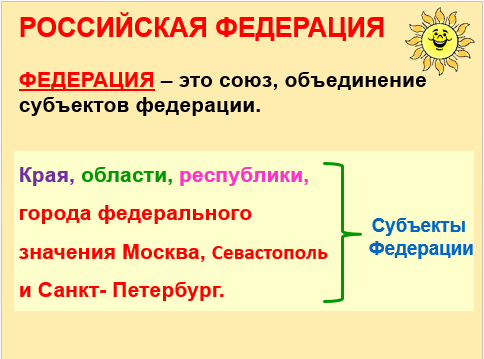 РОССИЙСКАЯ ФЕДЕРАЦИЯ
ФЕДЕРАЦИЯ – это союз, объединение
субъектов федерации.
Края, области, республики,
города федерального
значения Москва, Севастополь
и Санкт- Петербург.
Субъекты
Федерации